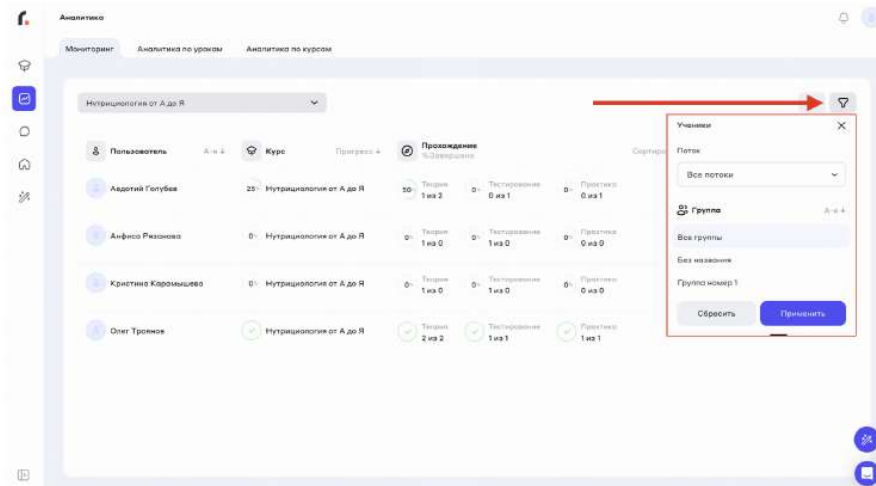 Аналитика
Мониторинг Аналитика по урокам Аналитика по курсам
Нутрициология от А до Я
Пользователь А-я ↓ Курс Прогресс ↓ Прохождение
% Завершено
Сортиро
Авдотий Голубев 25% Нутрициология от А до Я 50% Теория 0% Тестирование 0% Практика
1 из 2 0 из 1 0 из 1
Анфиса Рязанова 0% Нутрициология от А до Я 0% Теория 0% Тестирование 0% Практика
1 из 0 1 из 0 0 из 0
Кристина Карамышева 0% Нутрициология от А до Я 0% Теория 0% Тестирование 0% Практика
1 из 0 1 из 0 0 из 0
Олег Троянов Нутрициология от А до Я Теория Тестирование Практика
2 из 2 1 из 1 1 из 1
Ученики
Поток
Все потоки
Группа А-я ↓
Все группы
Без названия
Группа номер 1
Сбросить Применить